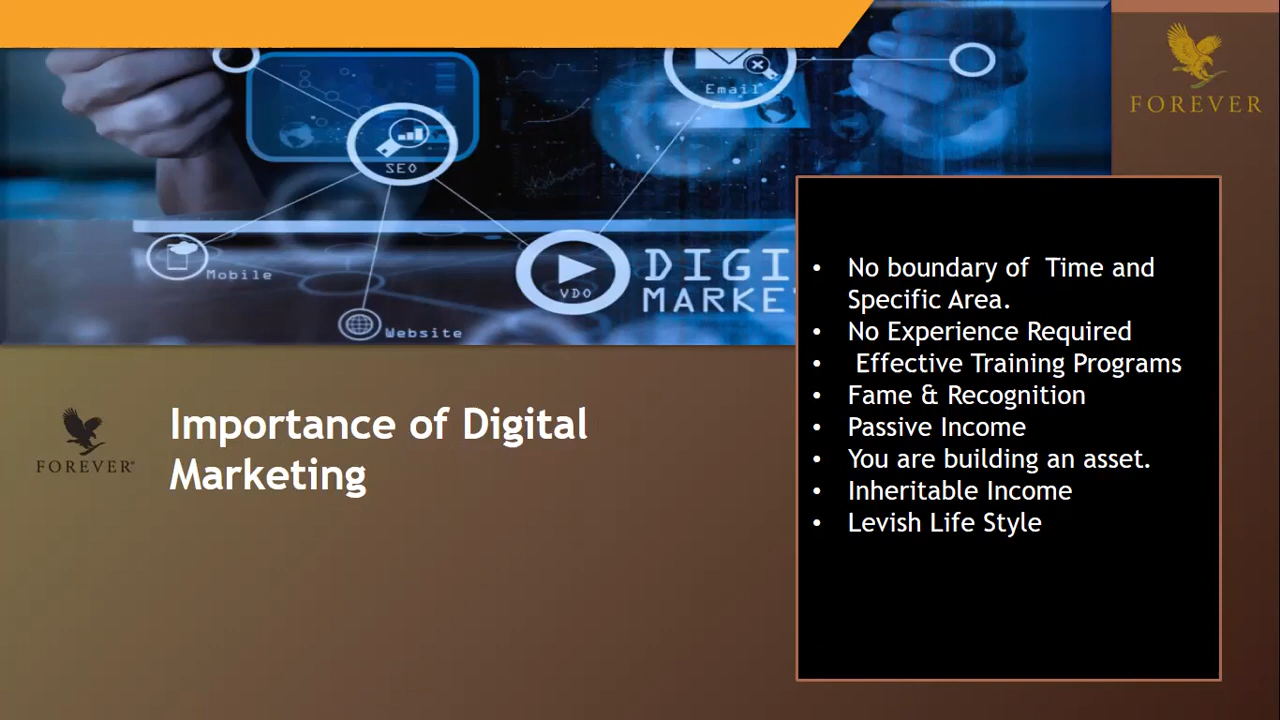 FOREVER
Email
SEO
Mobile
VDO
DIGI
MARKE
Website
• No boundary of  Time and
Specific Area.
• No Experience Required
•  Effective Training Programs
• Fame & Recognition
• Passive Income
• You are building an asset.
• Inheritable Income
• Levish Life Style
FOREVER®
Importance of Digital
Marketing